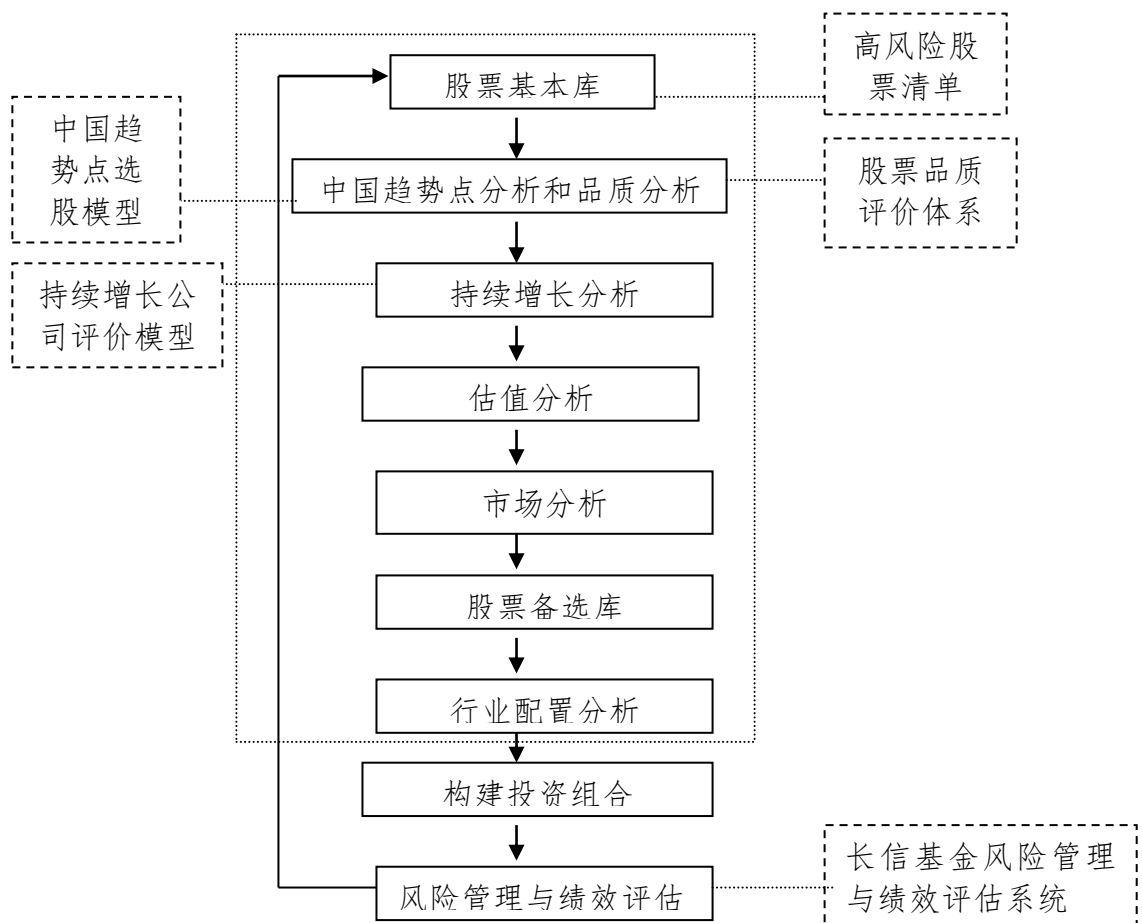 高风险股
票清单
股票基本库
中国趋
势点选
股模型
中国趋势点分析和品质分析
股票品质
评价体系
持续增长公
司评价模型
持续增长分析
估值分析
市场分析
股票备选库
行业配置分析
构建投资组合
风险管理与绩效评估
长信基金风险管理
与绩效评估系统